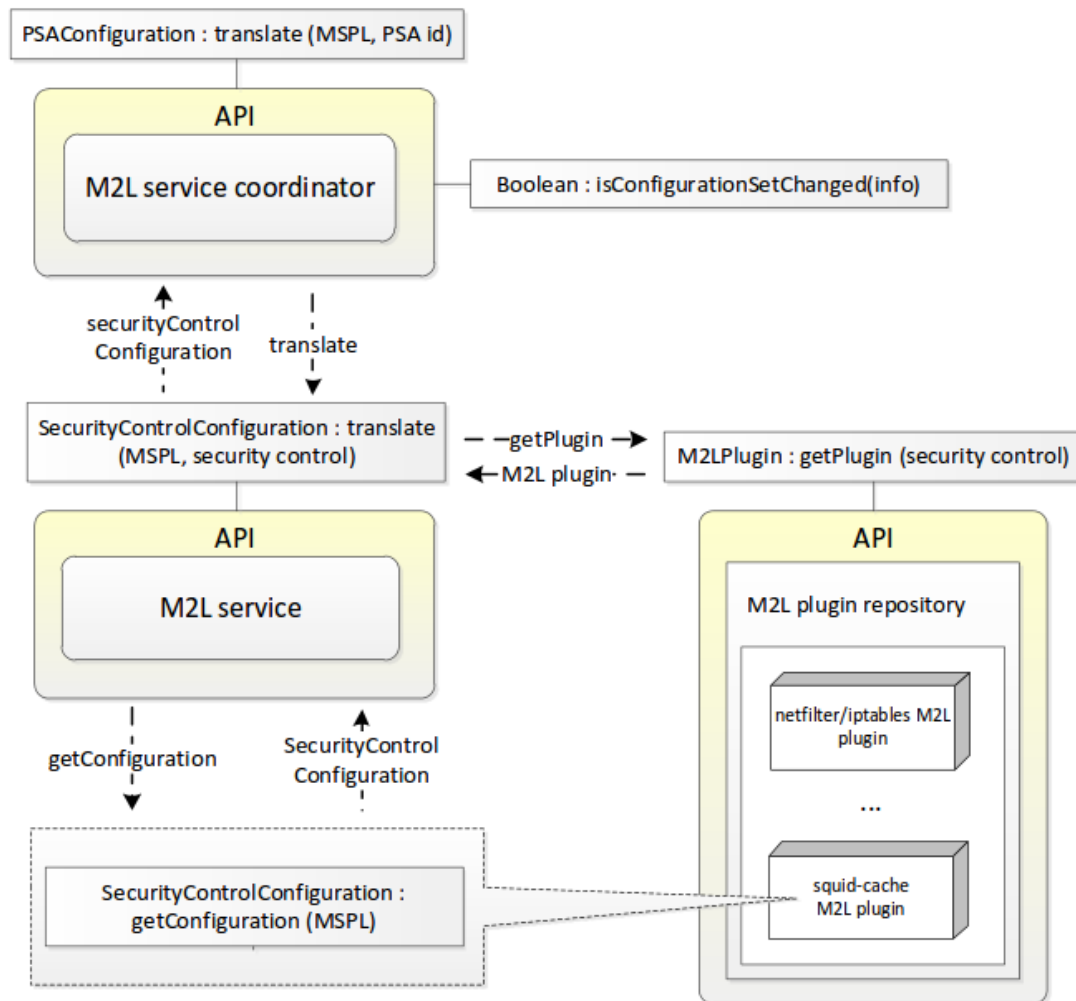 PSAConfiguration : translate (MSPL, PSA id)
API
M2L service coordinator
Boolean : isConfigurationSetChanged(info)
securityControl
Configuration
translate
SecurityControlConfiguration : translate
(MSPL, security control)
getPlugin
M2L plugin
M2LPlugin : getPlugin (security control)
API
M2L service
API
M2L plugin repository
netfilter/iptables M2L
plugin
...
squid-cache
M2L plugin
getConfiguration
SecurityControl
Configuration
SecurityControlConfiguration :
getConfiguration (MSPL)